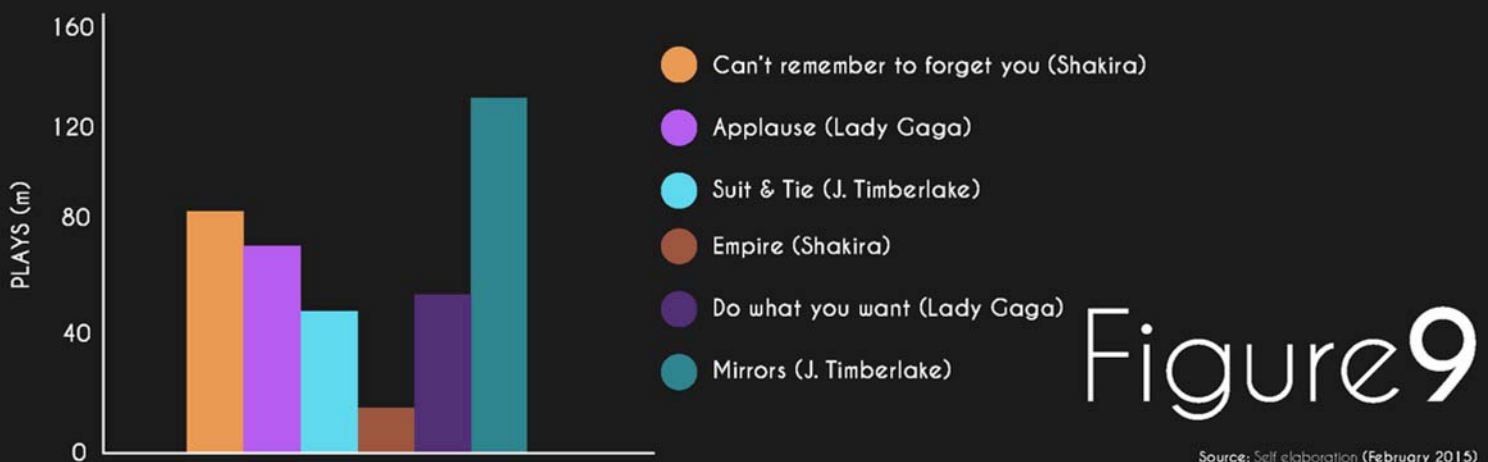 160
120
80
40
0
PLAYS (m)
Can't remember to forget you (Shakira)
Applause (Lady Gaga)
Suit & Tie (J. Timberlake)
Empire (Shakira)
Do what you want (Lady Gaga)
Mirrors (J. Timberlake)
Figure9
Source: Self elaboration (February 2015)